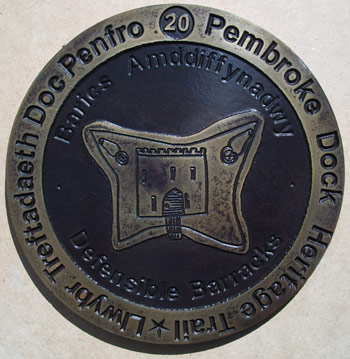 20
Pembroke Dock Heritage Trail
★ Llwybr Treftadaeth Doc Penfro
Barics Amddiffynadwy
Defensible Barracks